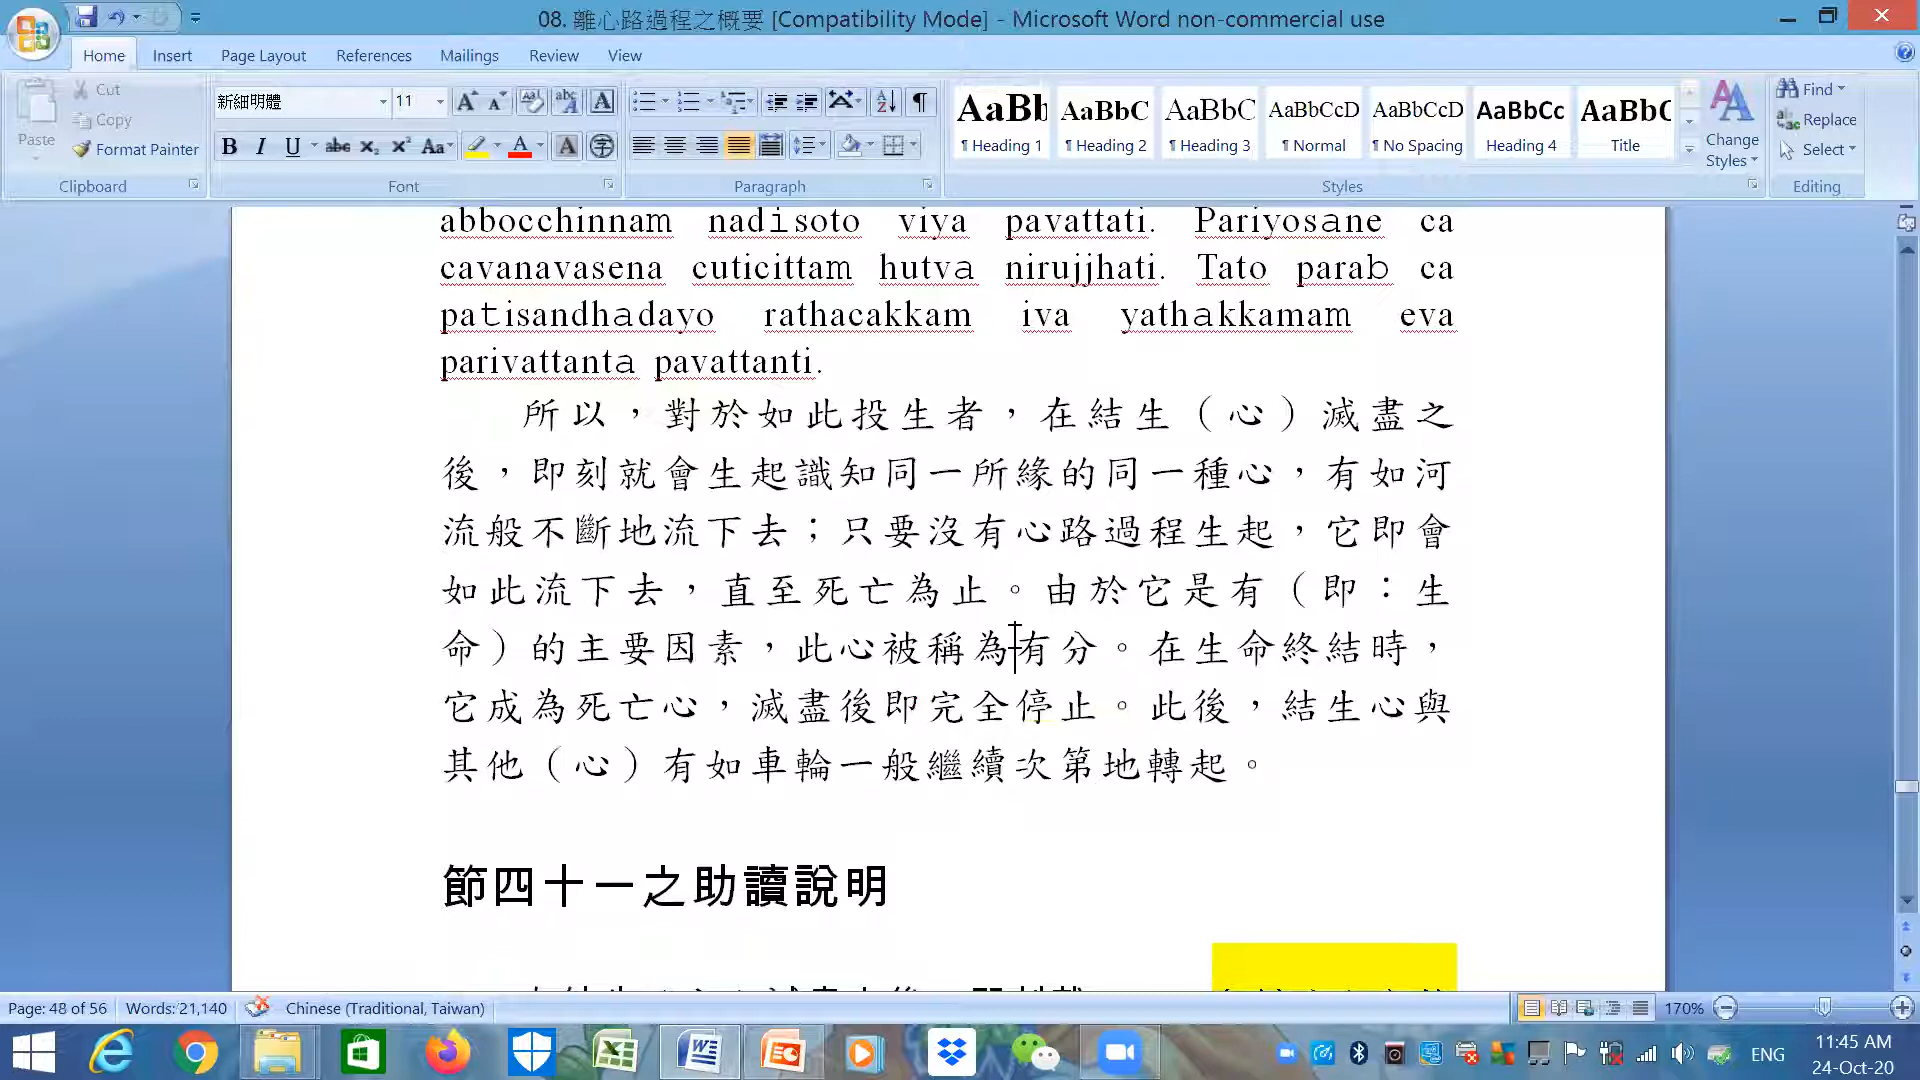 08. 離心路過程之概要 [Compatibility Mode] - Microsoft Word non-commercial use
Home Insert Page Layout References Mailings Review View
Paste
Cut
Copy
Format Painter
Clipboard
新細明體 11
Font
Paragraph
AaBb AaBbC AaBbC AaBbCcD AaBbCcD AaBbCc AaBbC
¶ Heading 1 ¶ Heading 2 ¶ Heading 3 ¶ Normal ¶ No Spacing Heading 4 Title
Change Styles
Styles
Find
Replace
Select
Editing
abbocchinnam nadisoto viya pavattati. Pariyosane ca
cavanavasena cuticittam hutva nirujjhati. Tato parab ca
patisandhadayo rathacakkam iva yathakkamam eva
parivattanta pavattanti.
所以，對於如此投生者，在結生（心）滅盡之
後，即刻就會生起識知同一所緣的同一種心，有如河
流般不斷地流下去；只要沒有心路過程生起，它即會
如此流下去，直至死亡為止。由於它是有（即：生
命）的主要因素，此心被稱為有分。在生命終結時，
它成為死亡心，滅盡後即完全停止。此後，結生心與
其他（心）有如車輪一般繼續次第地轉起。
節四十一之助讀說明
Page: 48 of 56 Words: 21,140 Chinese (Traditional, Taiwan) 170%
ENG
11:45 AM
24-Oct-20